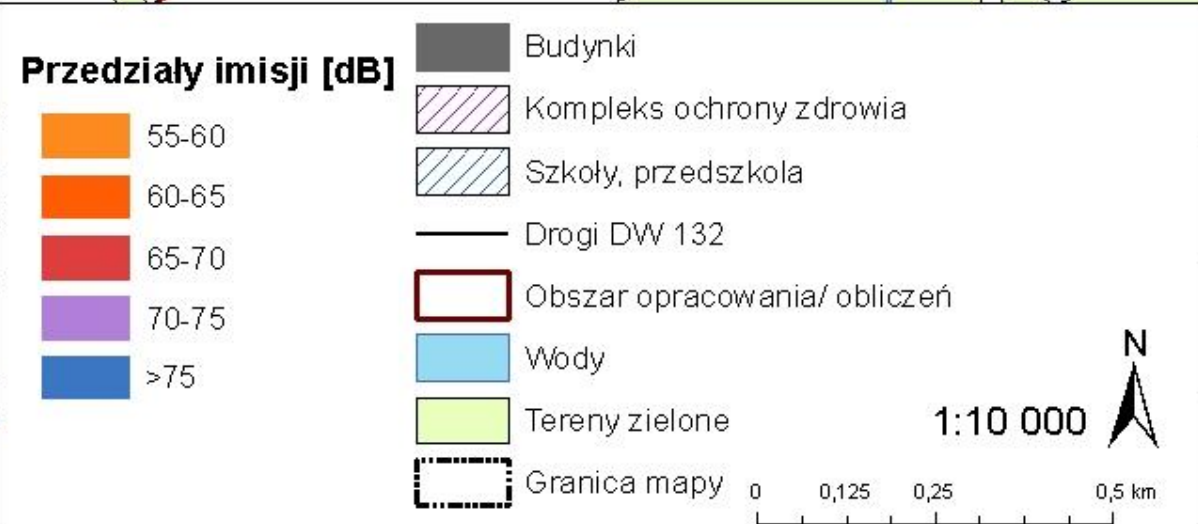 Przedziały imisji [dB]
55-60
60-65
65-70
70-75
>75
Budynki
Kompleks ochrony zdrowia
Szkoły, przedszkola
Drogi DW 132
Obszar opracowania/ obliczeń
Wody
Tereny zielone
Granica mapy
N
1:10 000
0 0,125 0,25 0,5 km